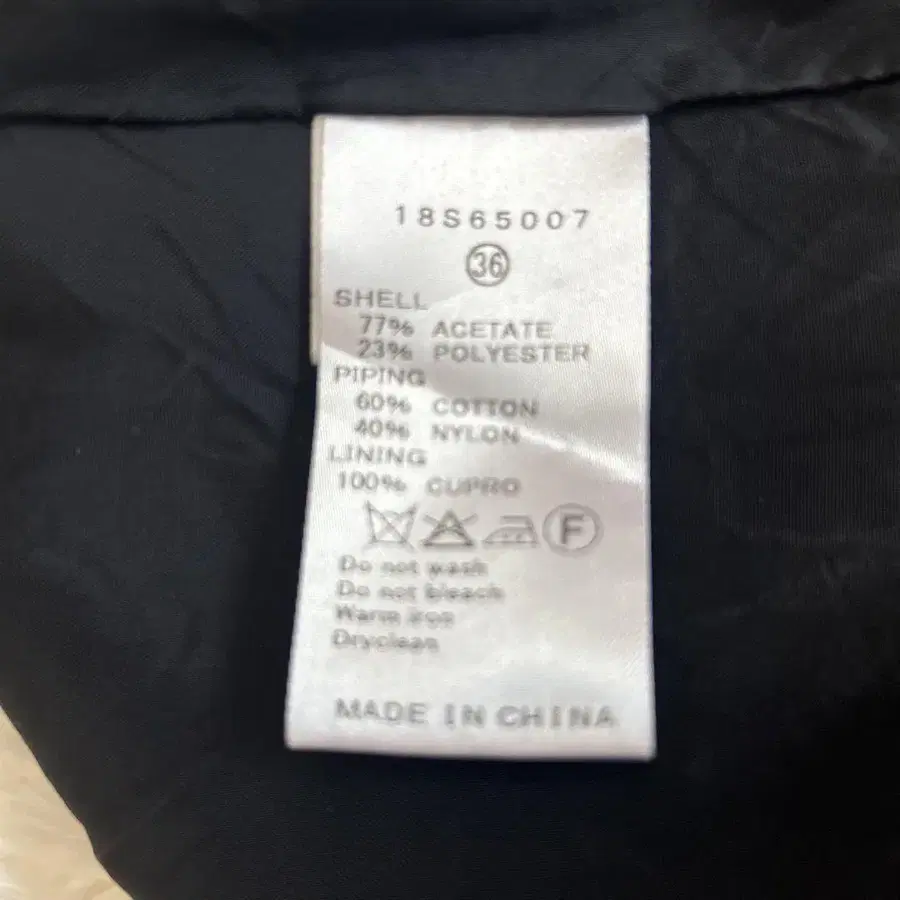 18S65007
36
SHELL
77% ACETATE
23% POLYESTER
PIPING
60% COTTON
40% NYLON
LINING
100% CUPRO
F
Do not wash
Do not bleach
Warm iron
Dryclean
MADE IN CHINA